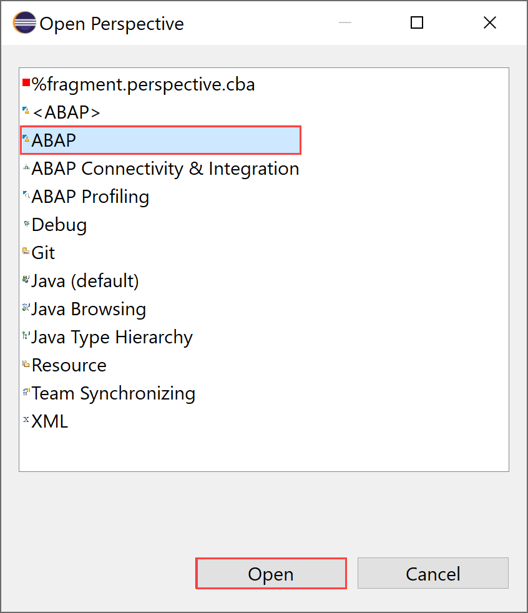 Open Perspective
%fragment.perspective.cba
<ABAP>
ABAP
ABAP Connectivity & Integration
ABAP Profiling
Debug
Git
Java (default)
Java Browsing
Java Type Hierarchy
Resource
Team Synchronizing
XML
Open
Cancel